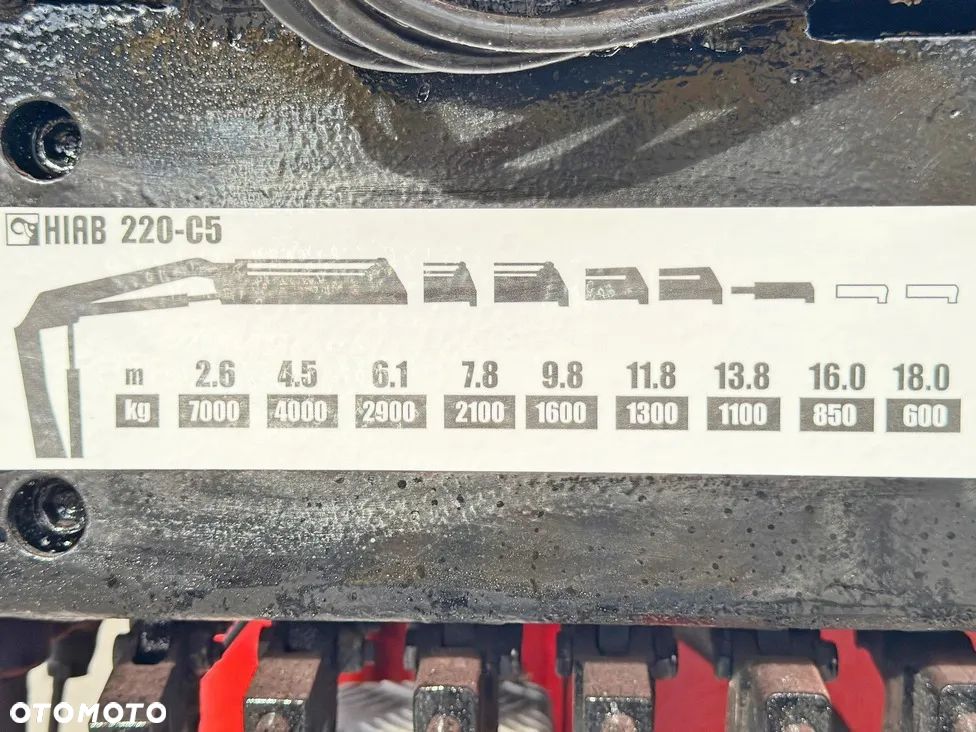 HIAB 220-C5
m 2.6 4.5 6.1 7.8 9.8 11.8 13.8 16.0 18.0
kg 7000 4000 2900 2100 1600 1300 1100 850 600
OTOMOTO